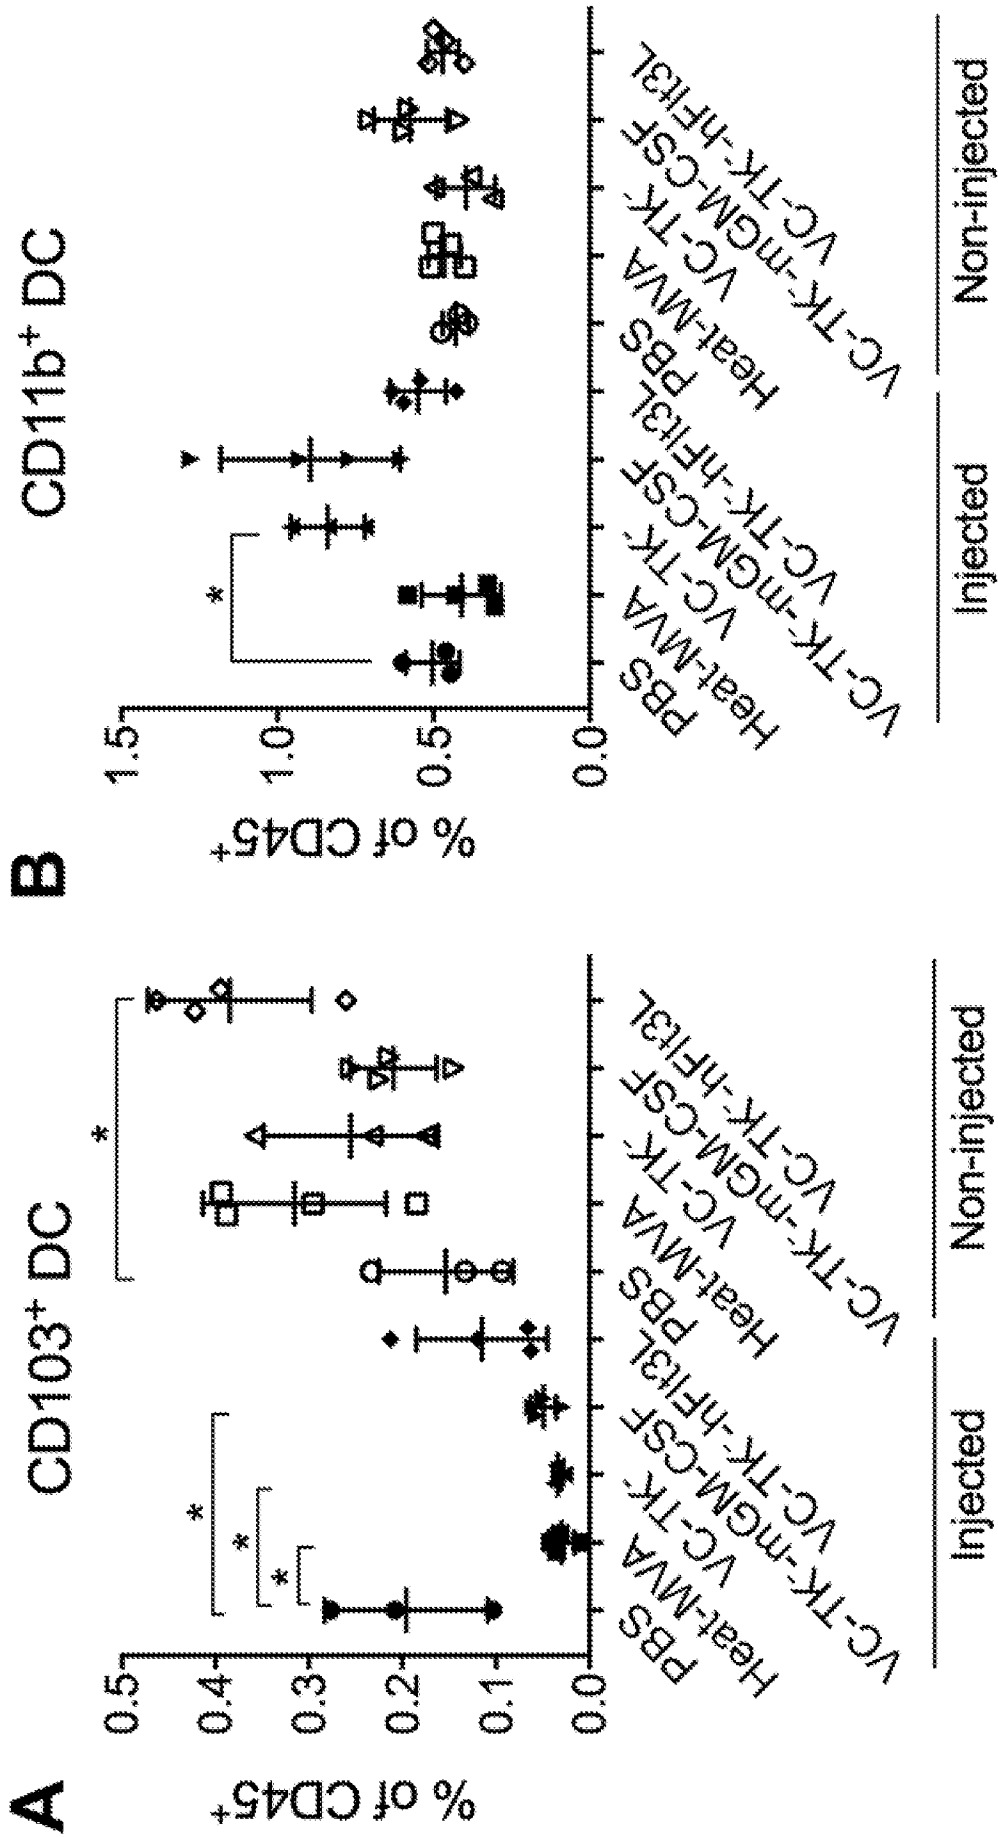 A
CD103⁺ DC
% of CD45⁺
0.5
0.4
0.3
0.2
0.1
0.0
*
*
*
*
PBS
Heat-MVA
VC-TK⁻
VC-TK⁻-mGM-CSF
VC-TK⁻-hFlt3L
PBS
Heat-MVA
VC-TK⁻
VC-TK⁻-mGM-CSF
VC-TK⁻-hFlt3L
Injected
Non-injected
B
CD11b⁺ DC
% of CD45⁺
1.5
1.0
0.5
0.0
*
PBS
Heat-MVA
VC-TK⁻
VC-TK⁻-mGM-CSF
VC-TK⁻-hFlt3L
PBS
Heat-MVA
VC-TK⁻
VC-TK⁻-mGM-CSF
VC-TK⁻-hFlt3L
Injected
Non-injected